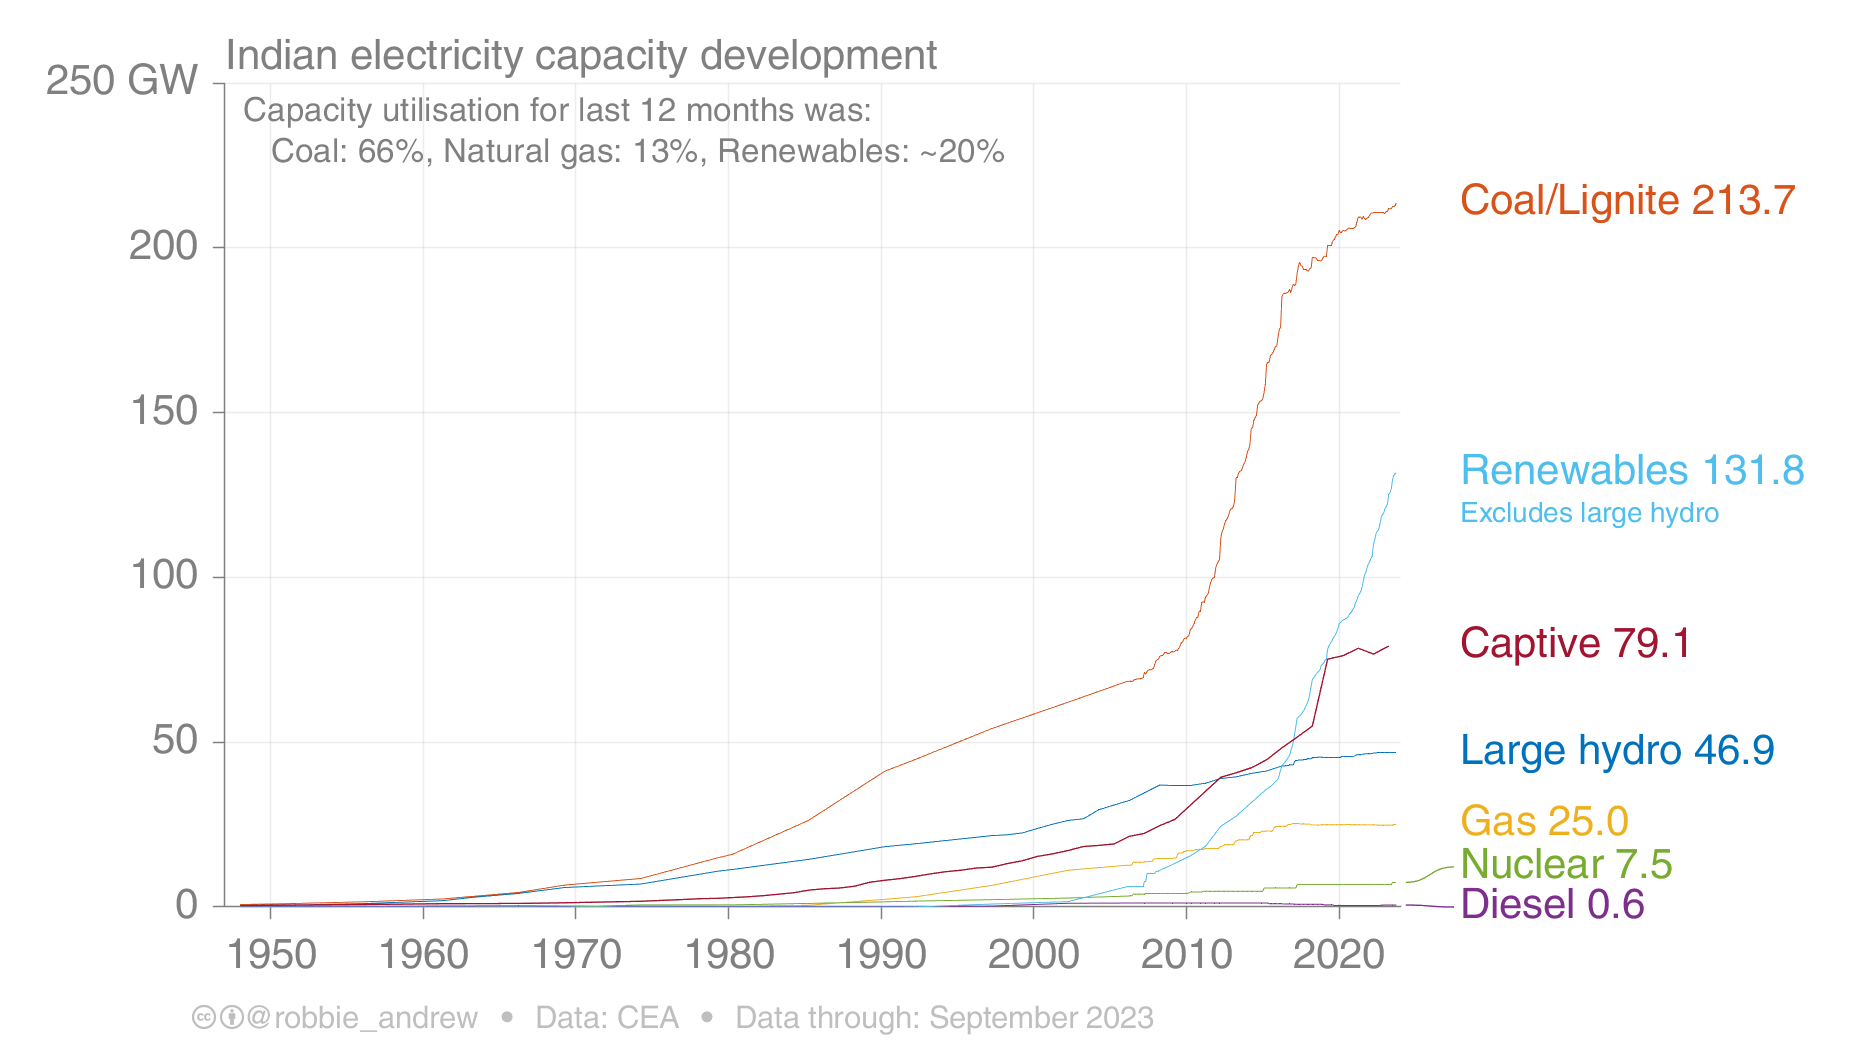 Indian electricity capacity development
250 GW
Capacity utilisation for last 12 months was:
Coal: 66%, Natural gas: 13%, Renewables: ~20%
Coal/Lignite 213.7
200
150
Renewables 131.8
Excludes large hydro
100
Captive 79.1
50
Large hydro 46.9
Gas 25.0
Nuclear 7.5
Diesel 0.6
0
1950 1960 1970 1980 1990 2000 2010 2020
@robbie_andrew • Data: CEA • Data through: September 2023